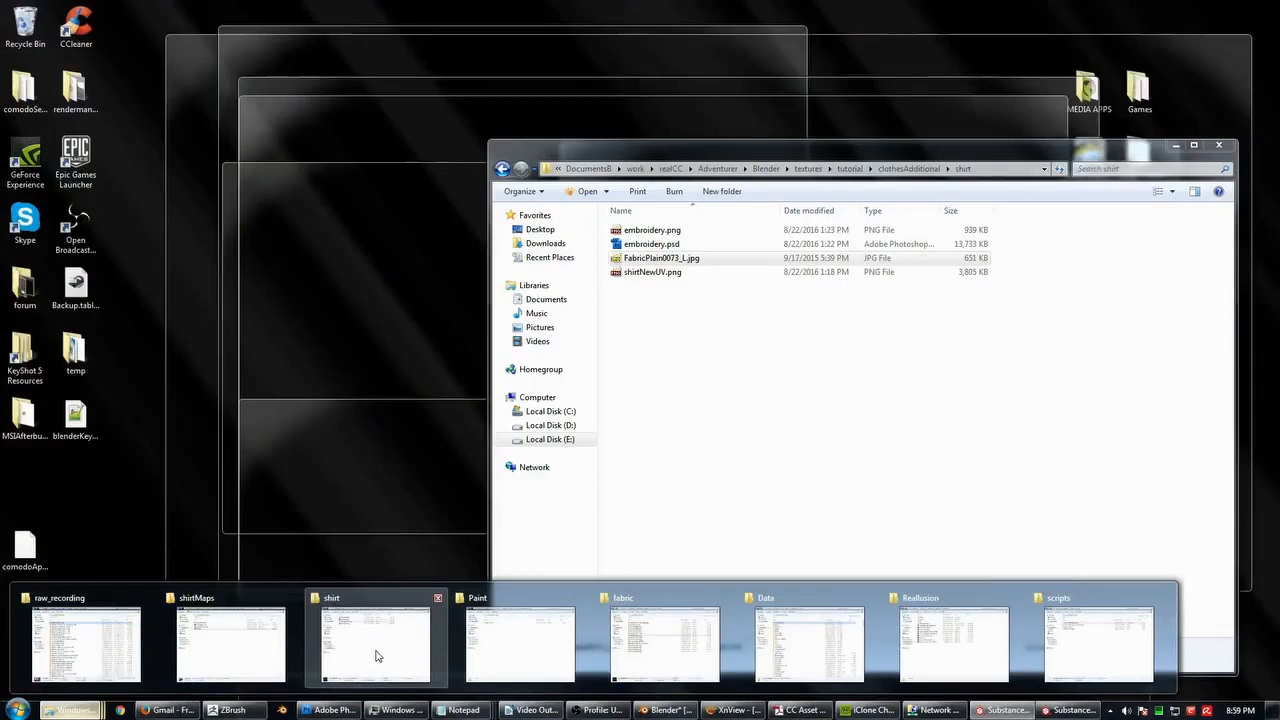 Recycle Bin
CCleaner
comodoSe...
renderman...
MEDIA APPS
Games
GeForce
Experience
Epic Games
Launcher
Skype
Open
Broadcast...
forum
Backup.tabl...
KeyShot 5
Resources
temp
MSIAfterbu...
blenderKey...
comodoAp...
« DocumentsB
work
realCC
Adventurer
Blender
textures
tutorial
clothesAdditional
shirt
Search shirt
Organize
Open
Print
Burn
New folder
Name
Date modified
Type
Size
embroidery.png
8/22/2016 1:23 PM
PNG File
939 KB
embroidery.psd
8/22/2016 1:22 PM
Adobe Photoshop...
13,733 KB
FabricPlain0073_L.jpg
9/17/2015 5:39 PM
JPG File
651 KB
shirtNewUV.png
8/22/2016 1:18 PM
PNG File
3,805 KB
Favorites
Desktop
Downloads
Recent Places
Libraries
Documents
Music
Pictures
Videos
Homegroup
Computer
Local Disk (C:)
Local Disk (D:)
Local Disk (E:)
Network
raw_recording
shirtMaps
shirt
Paint
fabric
Data
Reallusion
scripts
Windows...
Gmail - Fr...
ZBrush
Adobe Ph...
Windows ...
Notepad
Video Out...
Profile: U...
Blender* [...
XnView - [...
CC Asset ...
iClone Ch...
Network ...
Substance...
Substance...
8:59 PM